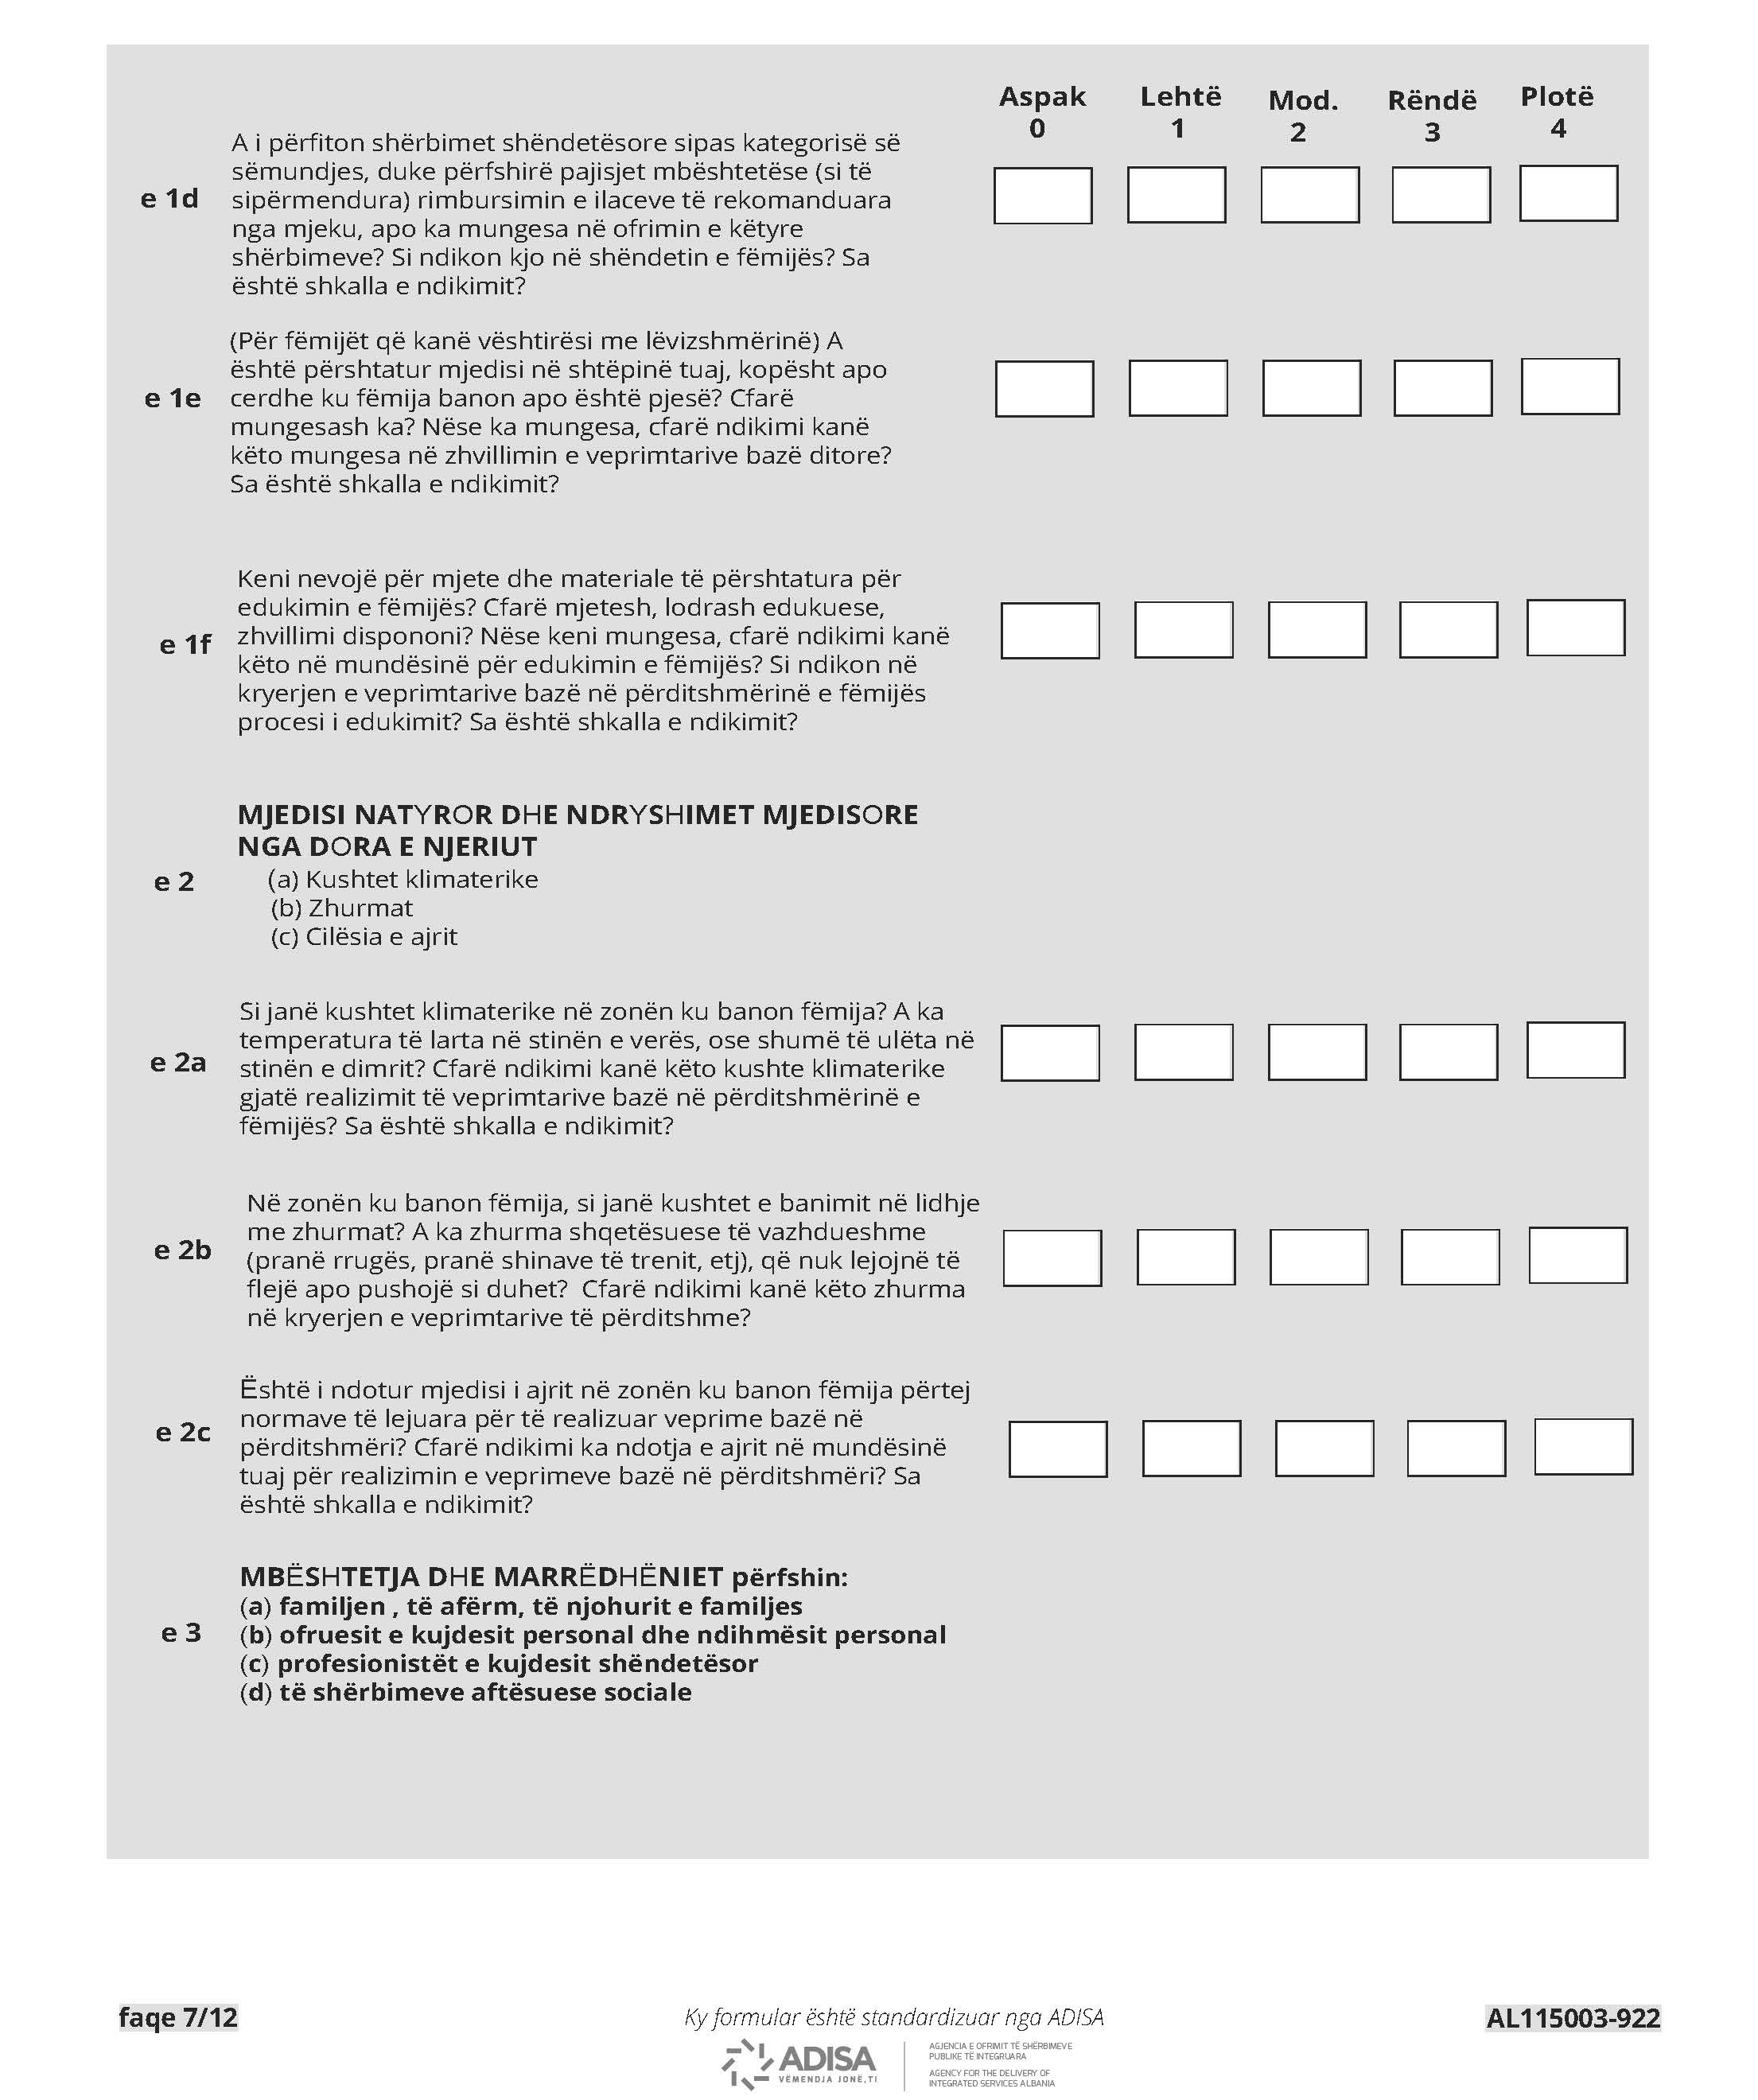 Aspak Lehtë Mod. Rëndë Plotë
0 1 2 3 4
e 1d
A i përfiton shërbimet shëndetësore sipas kategorisë së
sëmundjes, duke përfshirë pajisjet mbështetëse (si të
sipërmendura) rimbursimin e ilaceve të rekomanduara
nga mjeku, apo ka mungesa në ofrimin e këtyre
shërbimeve? Si ndikon kjo në shëndetin e fëmijës? Sa
është shkalla e ndikimit?
e 1e
(Për fëmijët që kanë vështirësi me lëvizshmërinë) A
është përshtatur mjedisi në shtëpinë tuaj, kopësht apo
cerdhe ku fëmija banon apo është pjesë? Cfarë
mungesash ka? Nëse ka mungesa, cfarë ndikimi kanë
këto mungesa në zhvillimin e veprimtarive bazë ditore?
Sa është shkalla e ndikimit?
e 1f
Keni nevojë për mjete dhe materiale të përshtatura për
edukimin e fëmijës? Cfarë mjetesh, lodrash edukuese,
zhvillimi dispononi? Nëse keni mungesa, cfarë ndikimi kanë
këto në mundësinë për edukimin e fëmijës? Si ndikon në
kryerjen e veprimtarive bazë në përditshmërinë e fëmijës
procesi i edukimit? Sa është shkalla e ndikimit?
e 2
MJEDISI NATYROR DHE NDRYSHIMET MJEDISORE
NGA DORA E NJERIUT
(a) Kushtet klimaterike
(b) Zhurmat
(c) Cilësia e ajrit
e 2a
Si janë kushtet klimaterike në zonën ku banon fëmija? A ka
temperatura të larta në stinën e verës, ose shumë të ulëta në
stinën e dimrit? Cfarë ndikimi kanë këto kushte klimaterike
gjatë realizimit të veprimtarive bazë në përditshmërinë e
fëmijës? Sa është shkalla e ndikimit?
e 2b
Në zonën ku banon fëmija, si janë kushtet e banimit në lidhje
me zhurmat? A ka zhurma shqetësuese të vazhdueshme
(pranë rrugës, pranë shinave të trenit, etj), që nuk lejojnë të
flejë apo pushojë si duhet? Cfarë ndikimi kanë këto zhurma
në kryerjen e veprimtarive të përditshme?
e 2c
Është i ndotur mjedisi i ajrit në zonën ku banon fëmija përtej
normave të lejuara për të realizuar veprime bazë në
përditshmëri? Cfarë ndikimi ka ndotja e ajrit në mundësinë
tuaj për realizimin e veprimeve bazë në përditshmëri? Sa
është shkalla e ndikimit?
e 3
MBËSHTETJA DHE MARRËDHËNIET përfshin:
(a) familjen , të afërm, të njohurit e familjes
(b) ofruesit e kujdesit personal dhe ndihmësit personal
(c) profesionistët e kujdesit shëndetësor
(d) të shërbimeve aftësuese sociale
faqe 7/12
Ky formular është standardizuar nga ADISA
AL115003-922
ADISA
VËMENDJA JONË,TI
AGJENCIA E OFRIMIT TË SHËRBIMEVE
PUBLIKE TË INTEGRUARA
AGENCY FOR THE DELIVERY OF
INTEGRATED SERVICES ALBANIA